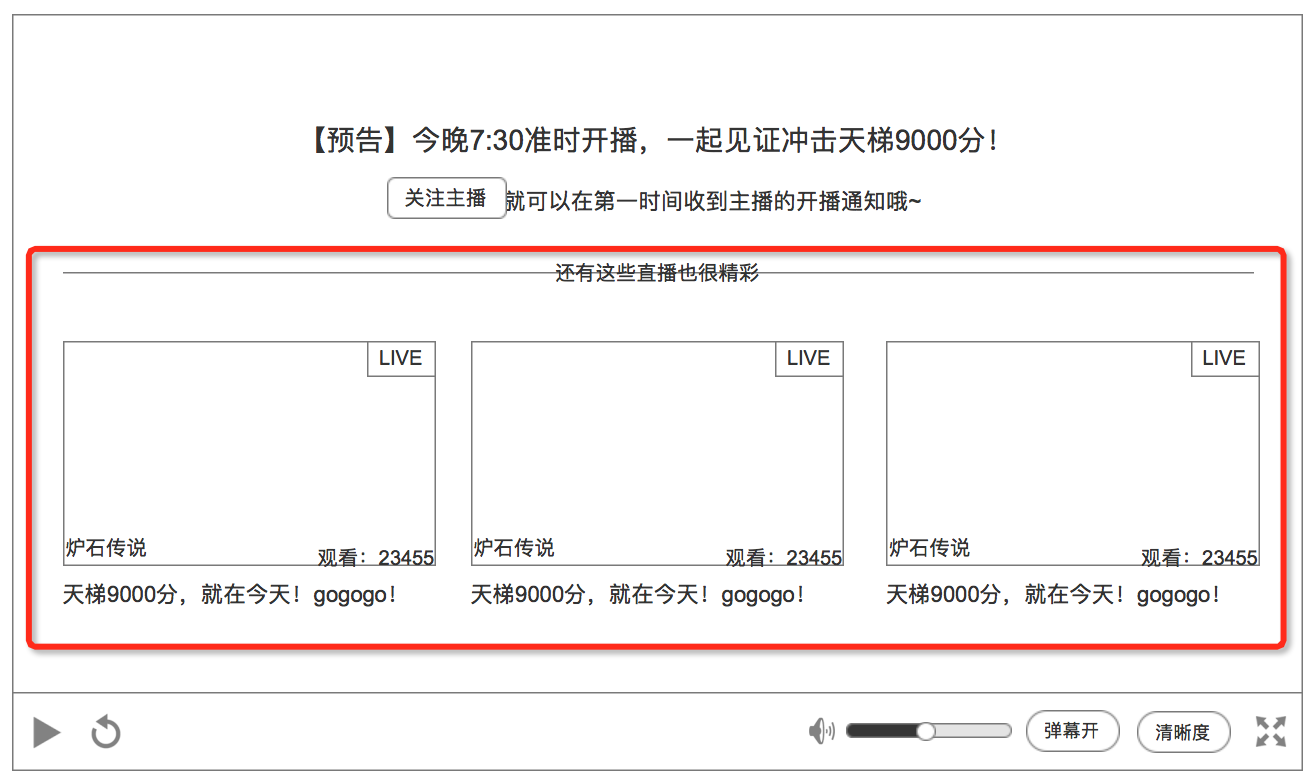 【预告】今晚7:30准时开播，一起见证冲击天梯9000分！
关注主播 就可以在第一时间收到主播的开播通知哦~
还有这些直播也很精彩
LIVE
炉石传说
观看：23455
天梯9000分，就在今天！gogogo！
LIVE
炉石传说
观看：23455
天梯9000分，就在今天！gogogo！
LIVE
炉石传说
观看：23455
天梯9000分，就在今天！gogogo！
弹幕开
清晰度